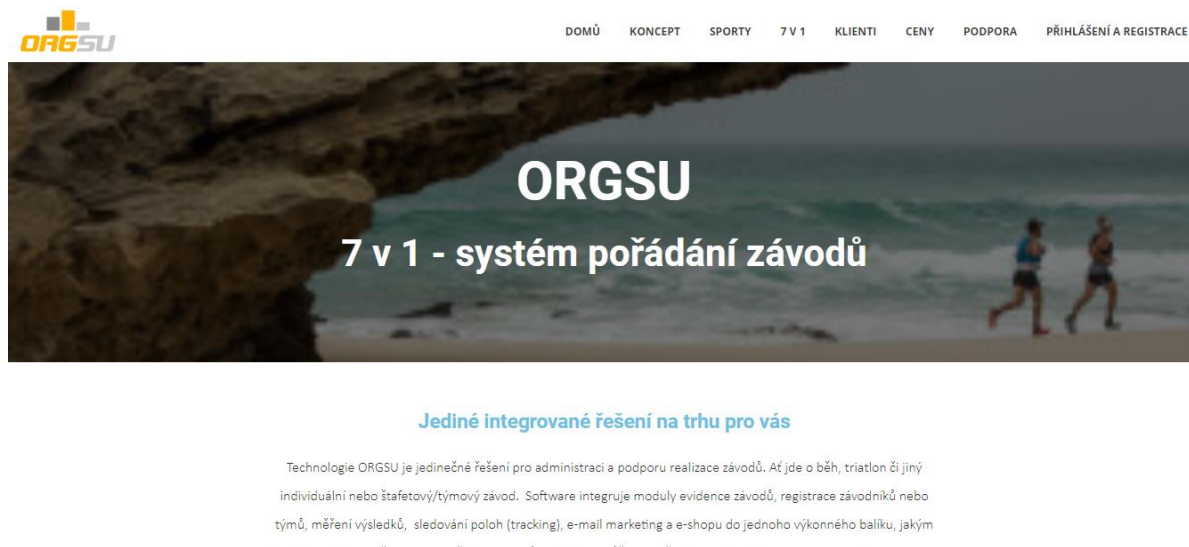 ORGSU
DOMŮ KONCEPT SPORTY 7 V 1 KLIENTI CENY PODPORA PŘIHLÁŠENÍ A REGISTRACE
ORGSU
7 v 1 - systém pořádání závodů
Jediné integrované řešení na trhu pro vás
Technologie ORGSU je jedinečné řešení pro administraci a podporu realizace závodů. Ať jde o běh, triatlon či jiný
individuální nebo štafetový/týmový závod. Software integruje moduly evidence závodů, registrace závodníků nebo
týmů, měření výsledků, sledování poloh (tracking), e-mail marketing a e-shopu do jednoho výkonného balíku, jakým